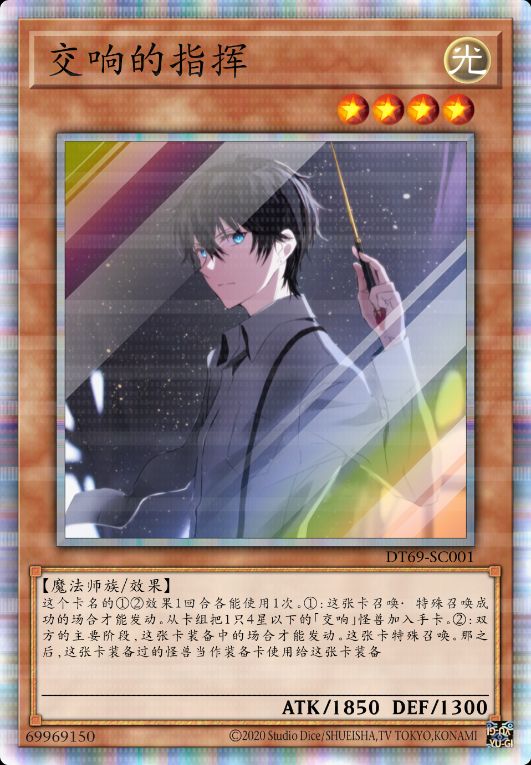 交响的指挥
光
DT69-SC001
【魔法师族/效果】
这个卡名的①②效果1回合各能使用1次。①:这张卡召唤·特殊召唤成
功的场合才能发动。从卡组把1只4星以下的「交响」怪兽加入手卡。②:双
方的主要阶段,这张卡装备中的场合才能发动。这张卡特殊召唤。那之
后,这张卡装备过的怪兽当作装备卡使用给这张卡装备
ATK/1850 DEF/1300
69969150
©2020 Studio Dice/SHUEISHA,TV TOKYO,KONAMI